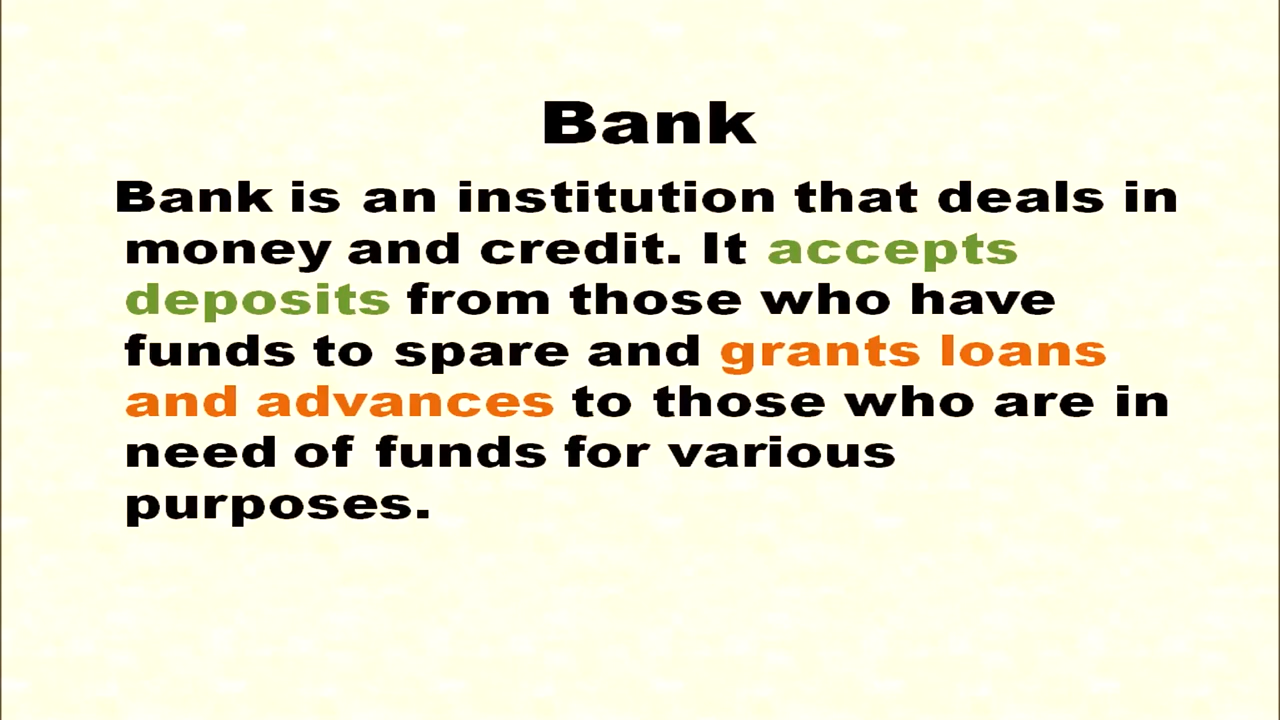 Bank
Bank is an institution that deals in
money and credit. It accepts
deposits from those who have
funds to spare and grants loans
and advances to those who are in
need of funds for various
purposes.